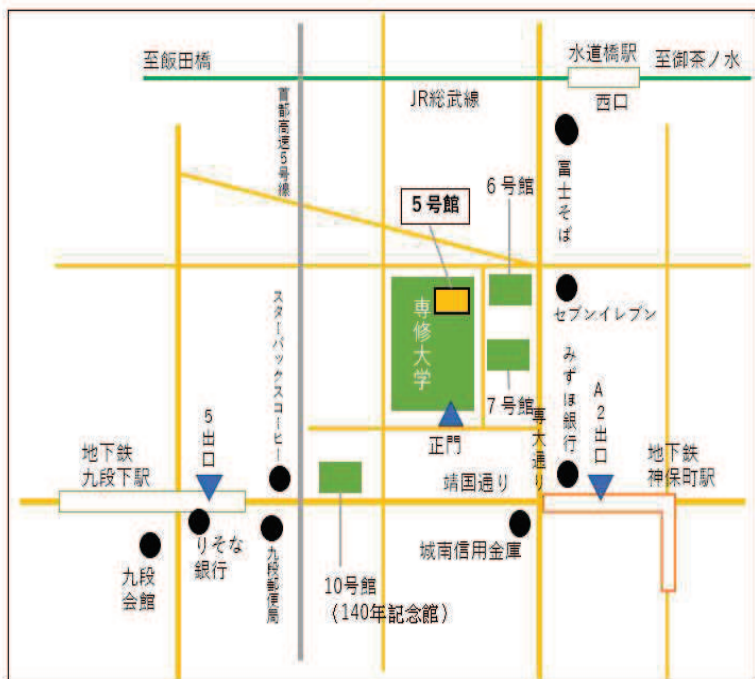 至飯田橋
水道橋駅
至御茶ノ水
JR総武線
西口
首都高速5号線
富士そば
6号館
5号館
専修大学
セブンイレブン
スターバックスコーヒー
7号館
みずほ銀行
A2出口
5出口
正門
専大通り
地下鉄
九段下駅
靖国通り
地下鉄
神保町駅
りそな
銀行
九段
会館
九段郵便局
10号館
(140年記念館)
城南信用金庫